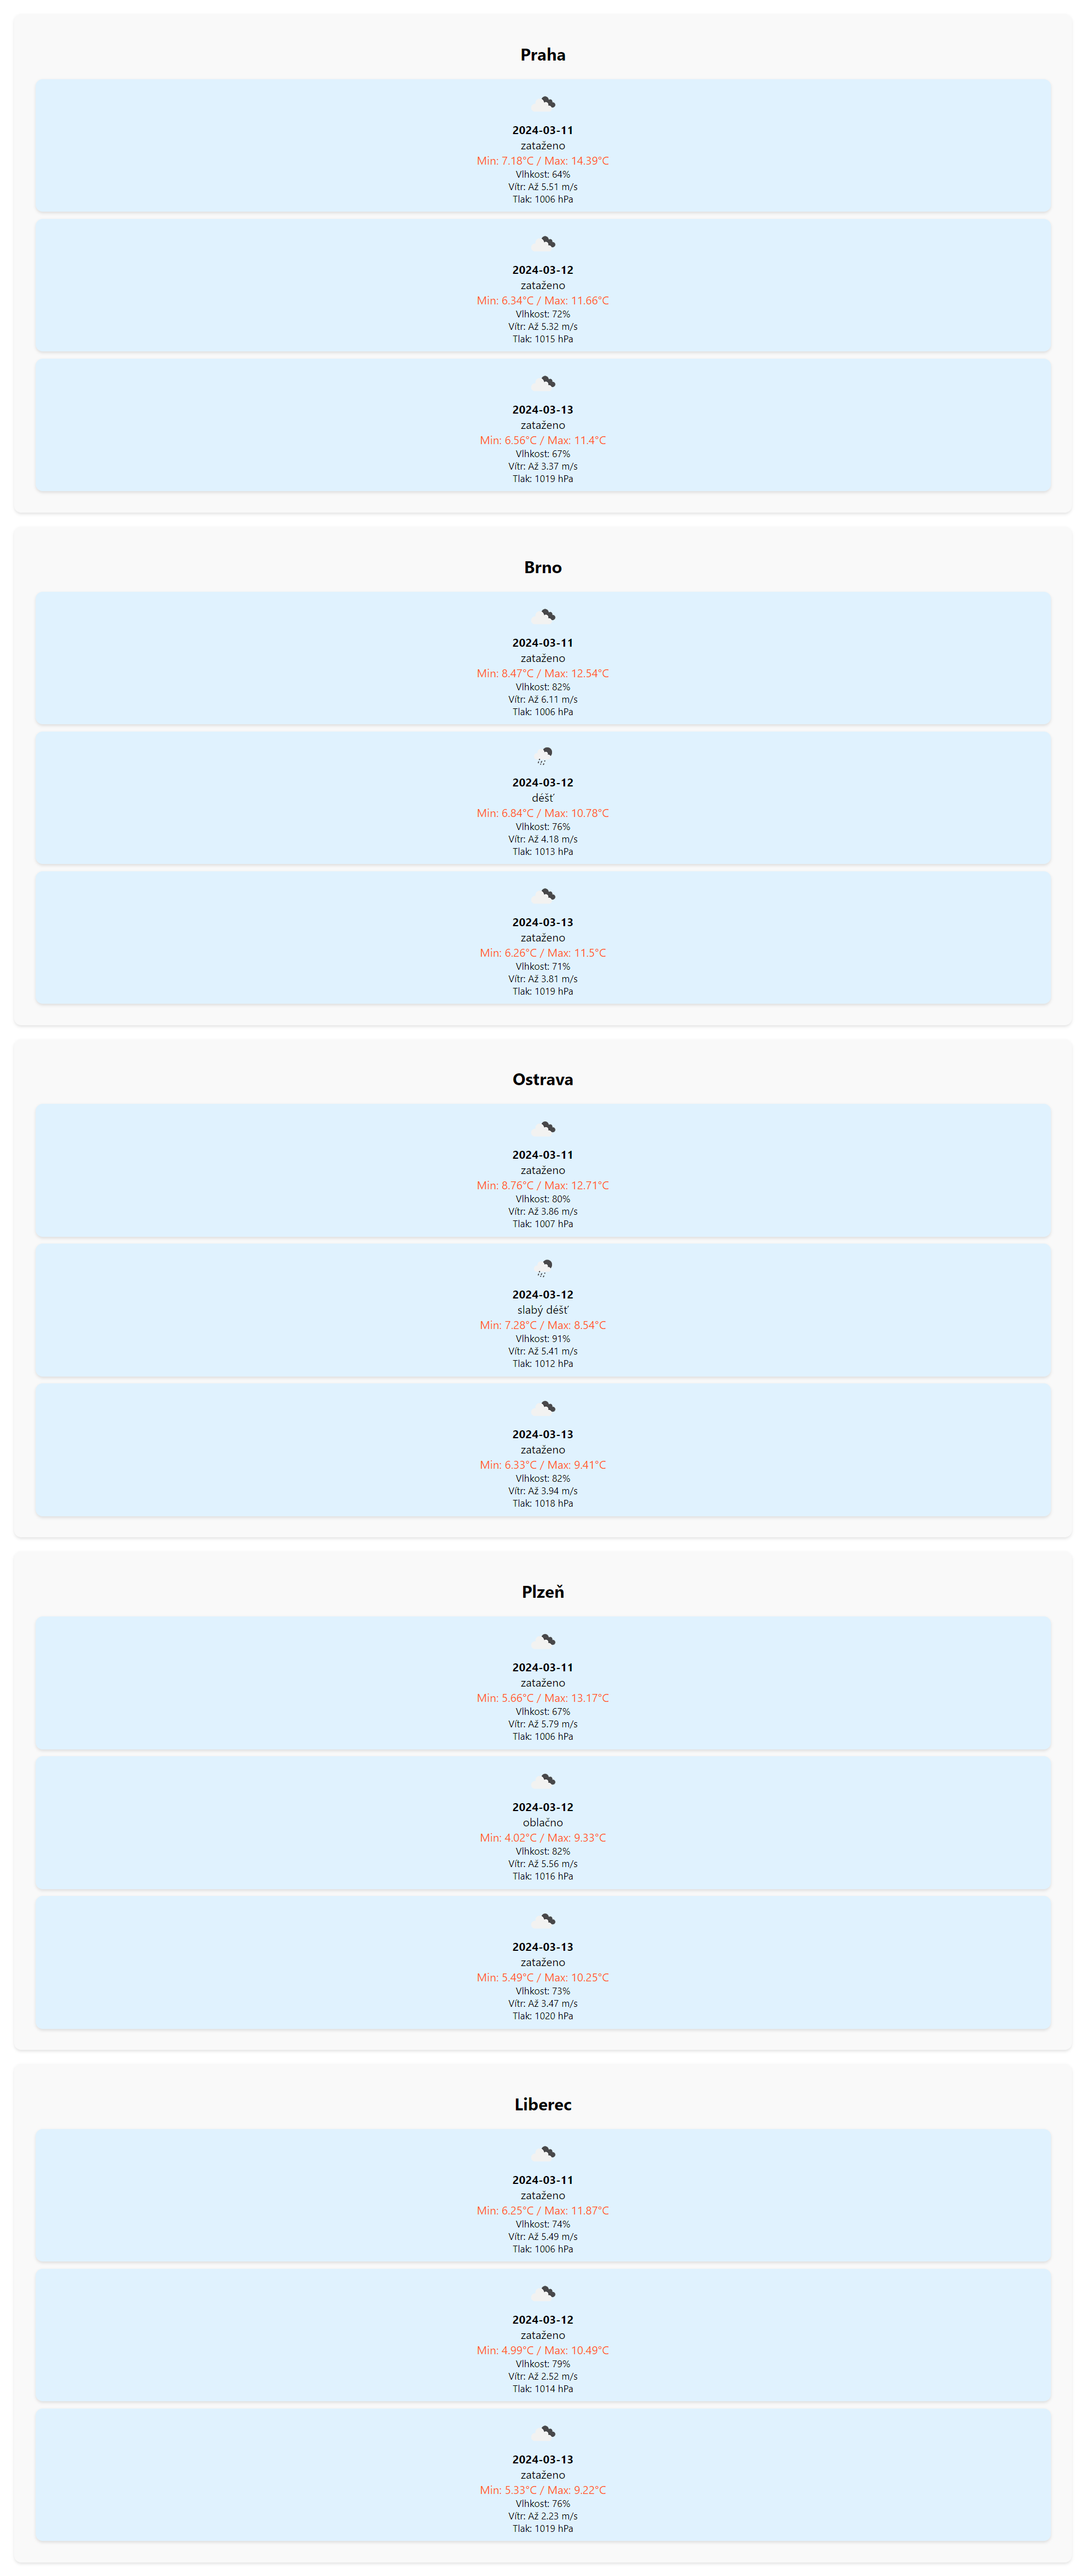 Praha
2024-03-11
zataženo
Min: 7.18°C / Max: 14.39°C
Vlhkost: 64%
Vítr: Až 5.51 m/s
Tlak: 1006 hPa
2024-03-12
zataženo
Min: 6.34°C / Max: 11.66°C
Vlhkost: 72%
Vítr: Až 5.32 m/s
Tlak: 1015 hPa
2024-03-13
zataženo
Min: 6.56°C / Max: 11.4°C
Vlhkost: 67%
Vítr: Až 3.37 m/s
Tlak: 1019 hPa
Brno
2024-03-11
zataženo
Min: 8.47°C / Max: 12.54°C
Vlhkost: 82%
Vítr: Až 6.11 m/s
Tlak: 1006 hPa
2024-03-12
déšť
Min: 6.84°C / Max: 10.78°C
Vlhkost: 76%
Vítr: Až 4.18 m/s
Tlak: 1013 hPa
2024-03-13
zataženo
Min: 6.26°C / Max: 11.5°C
Vlhkost: 71%
Vítr: Až 3.81 m/s
Tlak: 1019 hPa
Ostrava
2024-03-11
zataženo
Min: 8.76°C / Max: 12.71°C
Vlhkost: 80%
Vítr: Až 3.86 m/s
Tlak: 1007 hPa
2024-03-12
slabý déšť
Min: 7.28°C / Max: 8.54°C
Vlhkost: 91%
Vítr: Až 5.41 m/s
Tlak: 1012 hPa
2024-03-13
zataženo
Min: 6.33°C / Max: 9.41°C
Vlhkost: 82%
Vítr: Až 3.94 m/s
Tlak: 1018 hPa
Plzeň
2024-03-11
zataženo
Min: 5.66°C / Max: 13.17°C
Vlhkost: 67%
Vítr: Až 5.79 m/s
Tlak: 1006 hPa
2024-03-12
oblačno
Min: 4.02°C / Max: 9.33°C
Vlhkost: 82%
Vítr: Až 5.56 m/s
Tlak: 1016 hPa
2024-03-13
zataženo
Min: 5.49°C / Max: 10.25°C
Vlhkost: 73%
Vítr: Až 3.47 m/s
Tlak: 1020 hPa
Liberec
2024-03-11
zataženo
Min: 6.25°C / Max: 11.87°C
Vlhkost: 74%
Vítr: Až 5.49 m/s
Tlak: 1006 hPa
2024-03-12
zataženo
Min: 4.99°C / Max: 10.49°C
Vlhkost: 79%
Vítr: Až 2.52 m/s
Tlak: 1014 hPa
2024-03-13
zataženo
Min: 5.33°C / Max: 9.22°C
Vlhkost: 76%
Vítr: Až 2.23 m/s
Tlak: 1019 hPa